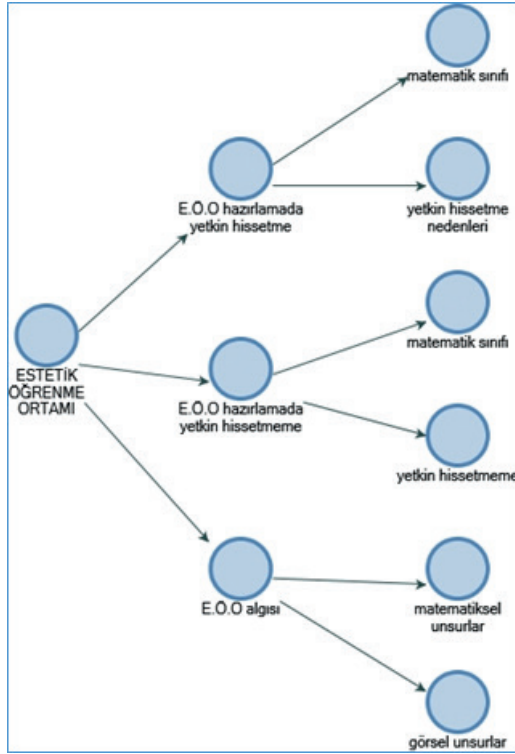 matematik sınıfı
E.Ö.O hazırlamada
yetkin hissetme
yetkin hissetme
nedenleri
ESTETİK
ÖĞRENME
ORTAMI
matematik sınıfı
E.Ö.O hazırlamada
yetkin hissetmeme
yetkin hissetmeme
E.Ö.O algısı
matematiksel
unsurlar
görsel unsurlar